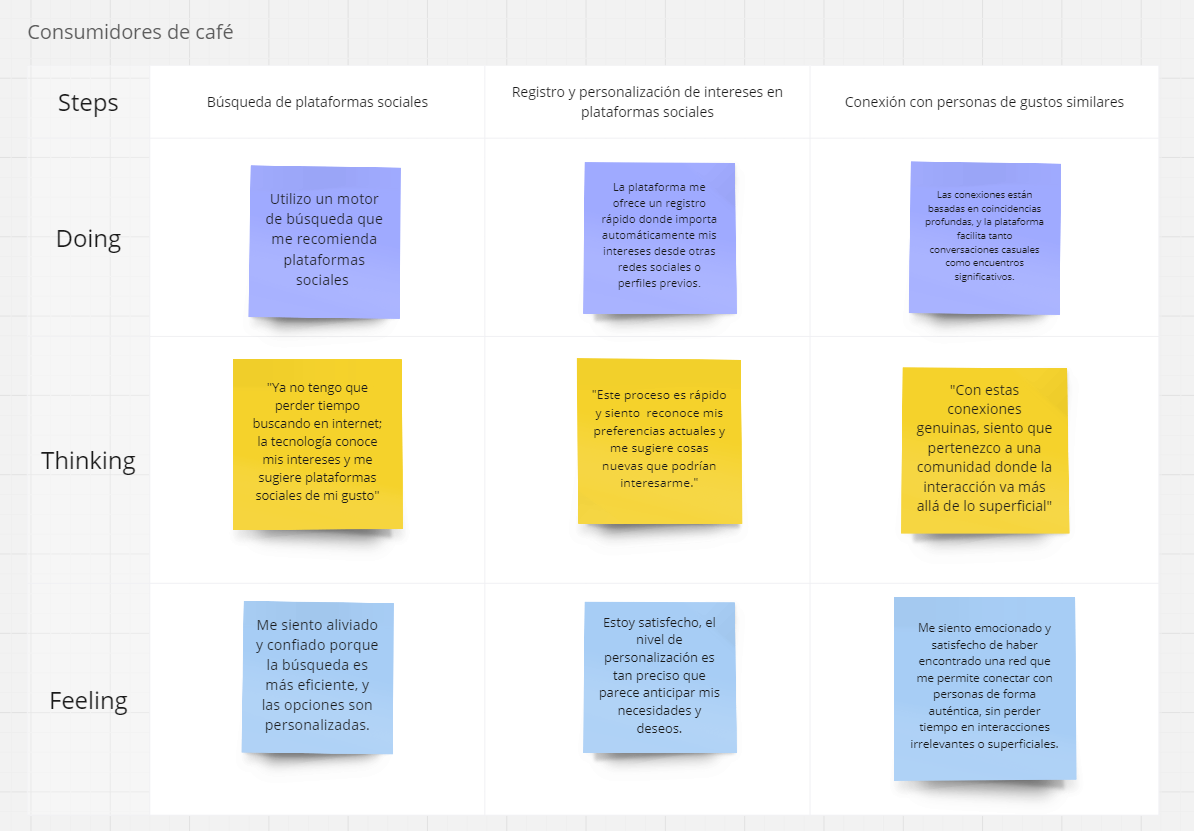 Consumidores de café
Steps
Búsqueda de plataformas sociales
Registro y personalización de intereses en
plataformas sociales
Conexión con personas de gustos similares
Doing
Utilizo un motor
de búsqueda que
me recomienda
plataformas
sociales
La plataforma me
ofrece un registro
rápido donde importa
automáticamente mis
intereses desde otras
redes sociales o
perfiles previos.
Las conexiones están
basadas en coincidencias
profundas, y la plataforma
facilita tanto
conversaciones casuales
como encuentros
significativos.
Thinking
"Ya no tengo que
perder tiempo
buscando en internet;
la tecnología conoce
mis intereses y me
sugiere plataformas
sociales de mi gusto"
"Este proceso es rápido
y siento reconoce mis
preferencias actuales y
me sugiere cosas
nuevas que podrían
interesarme."
"Con estas
conexiones
genuinas, siento que
pertenezco a una
comunidad donde la
interacción va más
allá de lo superficial"
Feeling
Me siento aliviado
y confiado porque
la búsqueda es
más eficiente, y
las opciones son
personalizadas.
Estoy satisfecho, el
nivel de
personalización es
tan preciso que
parece anticipar mis
necesidades y
deseos.
Me siento emocionado y
satisfecho de haber
encontrado una red que
me permite conectar con
personas de forma
auténtica, sin perder
tiempo en interacciones
irrelevantes o superficiales.